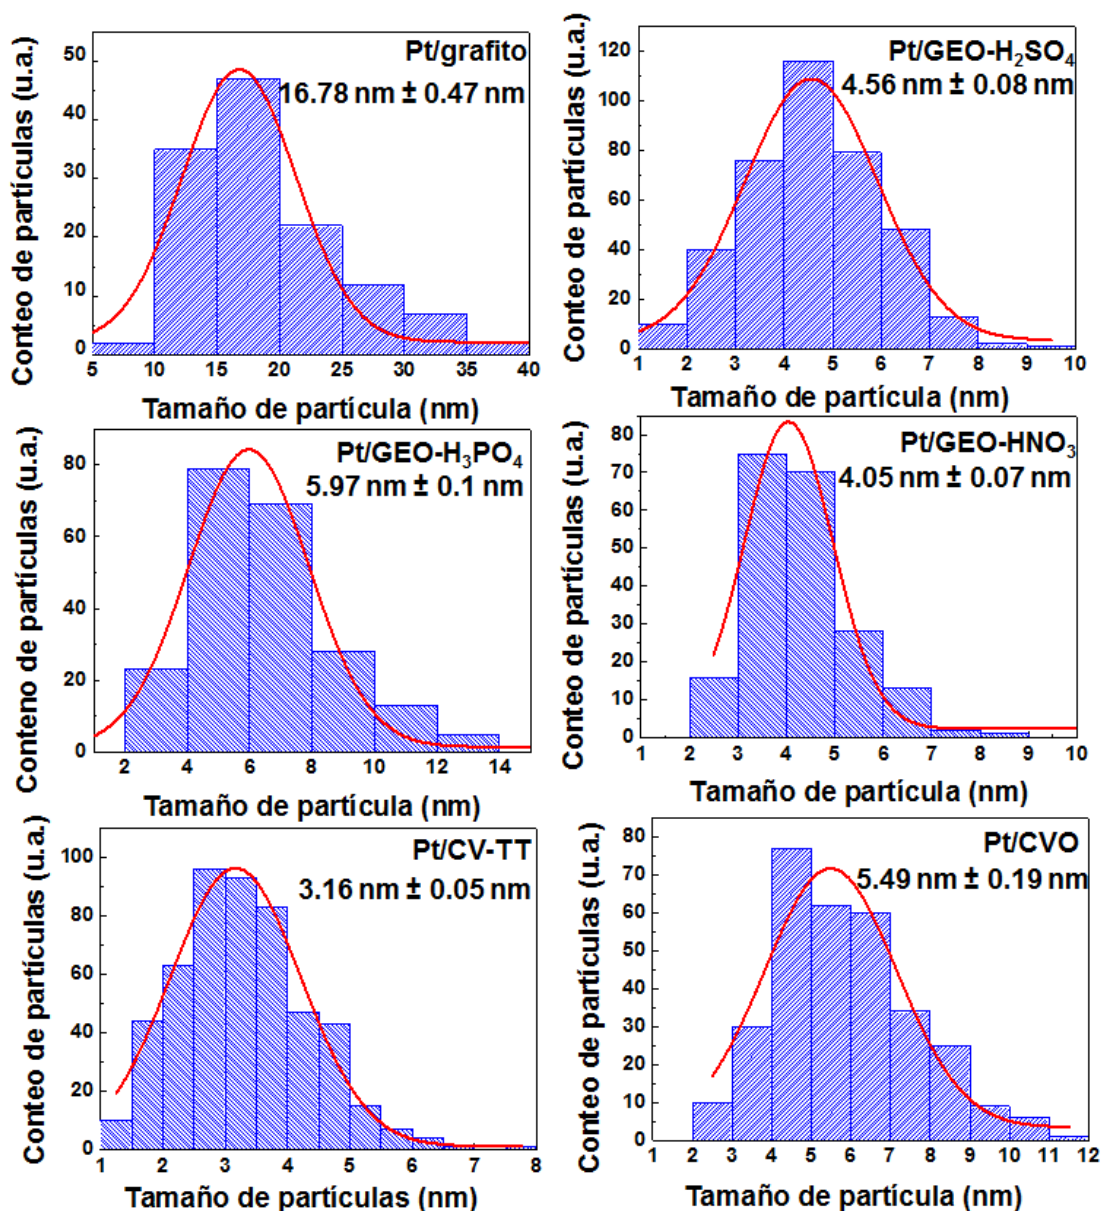 Conteo de partículas (u.a.)
50
40
30
20
10
0
Pt/grafito
16.78 nm ± 0.47 nm
5 10 15 20 25 30 35 40
Tamaño de partícula (nm)
Conteo de partículas (u.a.)
120
100
80
60
40
20
0
Pt/GEO-H₂SO₄
4.56 nm ± 0.08 nm
1 2 3 4 5 6 7 8 9 10
Tamaño de partícula (nm)
Conteno de partículas (u.a.)
80
60
40
20
0
Pt/GEO-H₃PO₄
5.97 nm ± 0.1 nm
2 4 6 8 10 12 14
Tamaño de partícula (nm)
Conteo de partículas (u.a.)
80
70
60
50
40
30
20
10
0
Pt/GEO-HNO₃
4.05 nm ± 0.07 nm
1 2 3 4 5 6 7 8 9 10
Tamaño de partícula (nm)
Conteo de partículas (u.a.)
100
80
60
40
20
0
Pt/CV-TT
3.16 nm ± 0.05 nm
1 2 3 4 5 6 7 8
Tamaño de partículas (nm)
Conteo de partículas (u.a.)
80
70
60
50
40
30
20
10
0
Pt/CVO
5.49 nm ± 0.19 nm
1 2 3 4 5 6 7 8 9 10 11 12
Tamaño de partícula (nm)